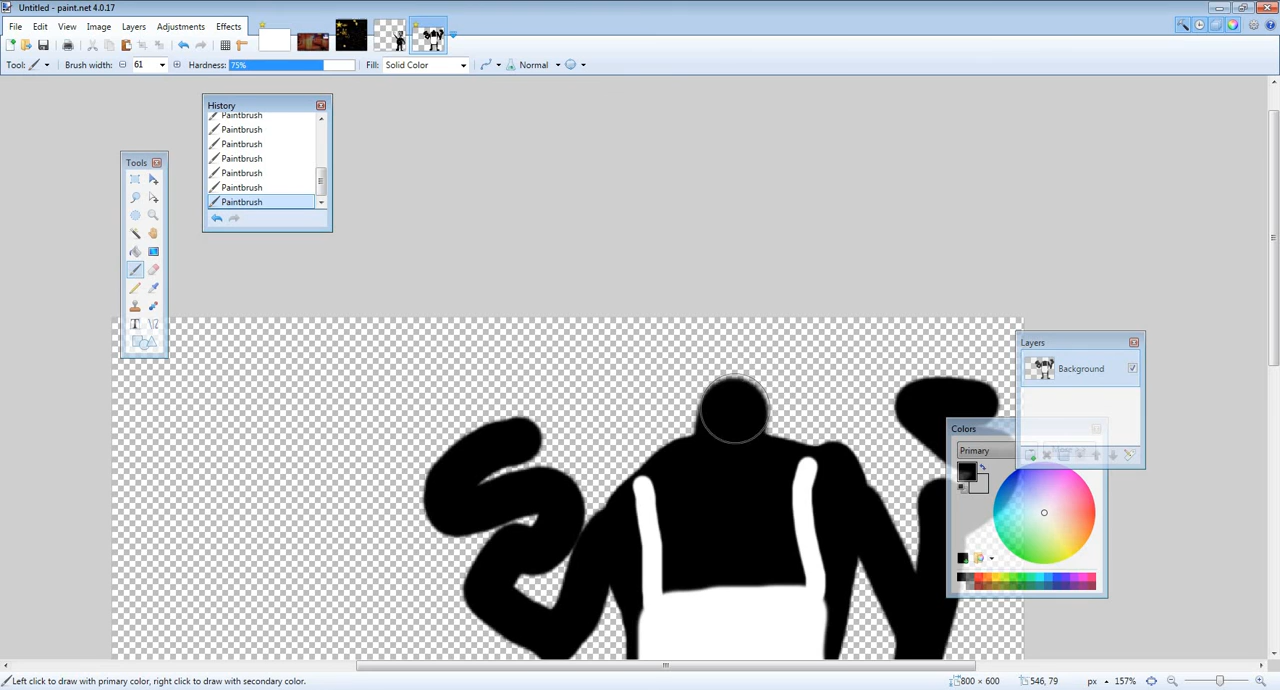 Untitled - paint.net 4.0.17
File Edit View Image Layers Adjustments Effects
Tool: Brush width: 61 Hardness: 75% Fill: Solid Color Normal
History
Paintbrush
Paintbrush
Paintbrush
Paintbrush
Paintbrush
Paintbrush
Paintbrush
Tools
Layers
Background
Colors
Primary
Left click to draw with primary color, right click to draw with secondary color.
800 × 600
546, 79
px
157%